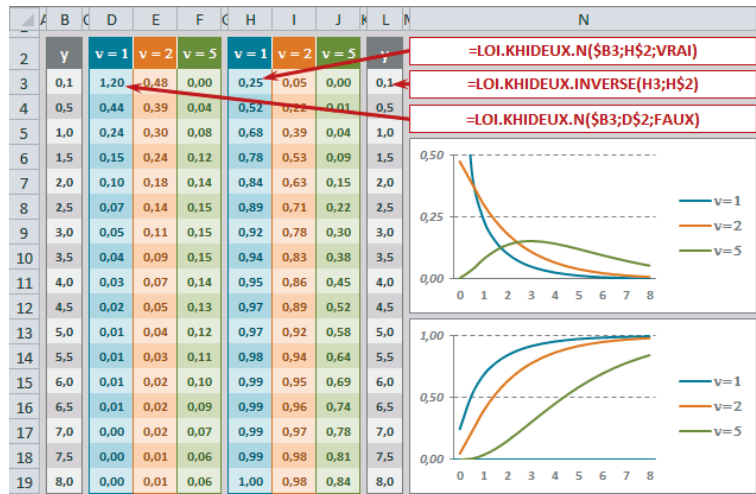 A B C D E F G H I J K L M N
2 y v = 1 v = 2 v = 5 v = 1 v = 2 v = 5 y =LOI.KHIDEUX.N($B3;H$2;VRAI)
3 0,1 1,20 0,48 0,00 0,25 0,05 0,00 0,1 =LOI.KHIDEUX.INVERSE(H3;H$2)
4 0,5 0,44 0,39 0,04 0,52 0,22 0,01 0,5 =LOI.KHIDEUX.N($B3;D$2;FAUX)
5 1,0 0,24 0,30 0,08 0,68 0,39 0,04 1,0
6 1,5 0,15 0,24 0,12 0,78 0,53 0,09 1,5
7 2,0 0,10 0,18 0,14 0,84 0,63 0,15 2,0
8 2,5 0,07 0,14 0,15 0,89 0,71 0,22 2,5
9 3,0 0,05 0,11 0,15 0,92 0,78 0,30 3,0
10 3,5 0,04 0,09 0,15 0,94 0,83 0,38 3,5
11 4,0 0,03 0,07 0,14 0,95 0,86 0,45 4,0
12 4,5 0,02 0,05 0,13 0,97 0,89 0,52 4,5
13 5,0 0,01 0,04 0,12 0,97 0,92 0,58 5,0
14 5,5 0,01 0,03 0,11 0,98 0,94 0,64 5,5
15 6,0 0,01 0,02 0,10 0,99 0,95 0,69 6,0
16 6,5 0,01 0,02 0,09 0,99 0,96 0,74 6,5
17 7,0 0,00 0,02 0,07 0,99 0,97 0,78 7,0
18 7,5 0,00 0,01 0,06 0,99 0,98 0,81 7,5
19 8,0 0,00 0,01 0,06 1,00 0,98 0,84 8,0
0,50
0,25
0,00
0 1 2 3 4 5 6 7 8
v=1
v=2
v=5
1,00
0,50
0,00
0 1 2 3 4 5 6 7 8
v=1
v=2
v=5